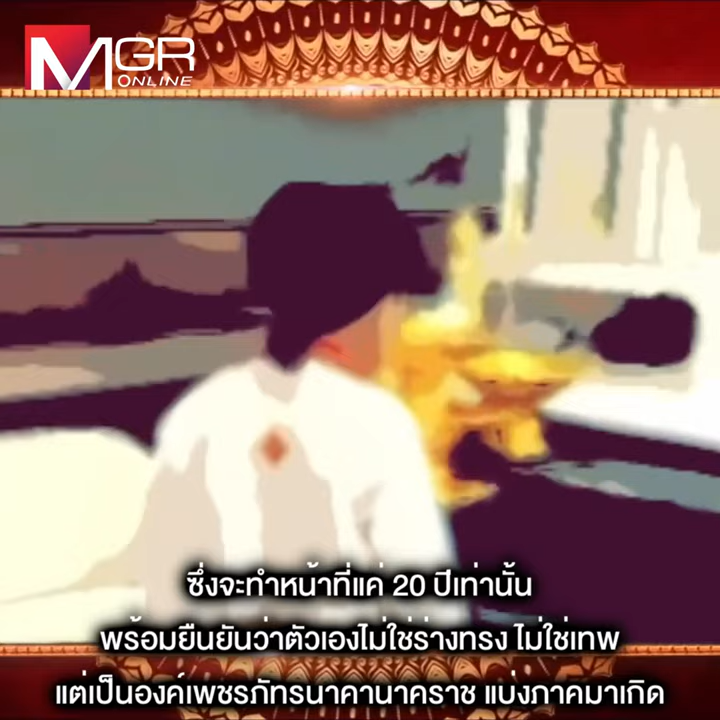 MGR
ONLINE
ซึ่งจะทำหน้าที่แค่ 20 ปีเท่านั้น
พร้อมยืนยันว่าตัวเองไม่ใช่ร่างทรง ไม่ใช่เทพ
แต่เป็นองค์เพชรภัทรนาคานาคราช แบ่งภาคมาเกิด